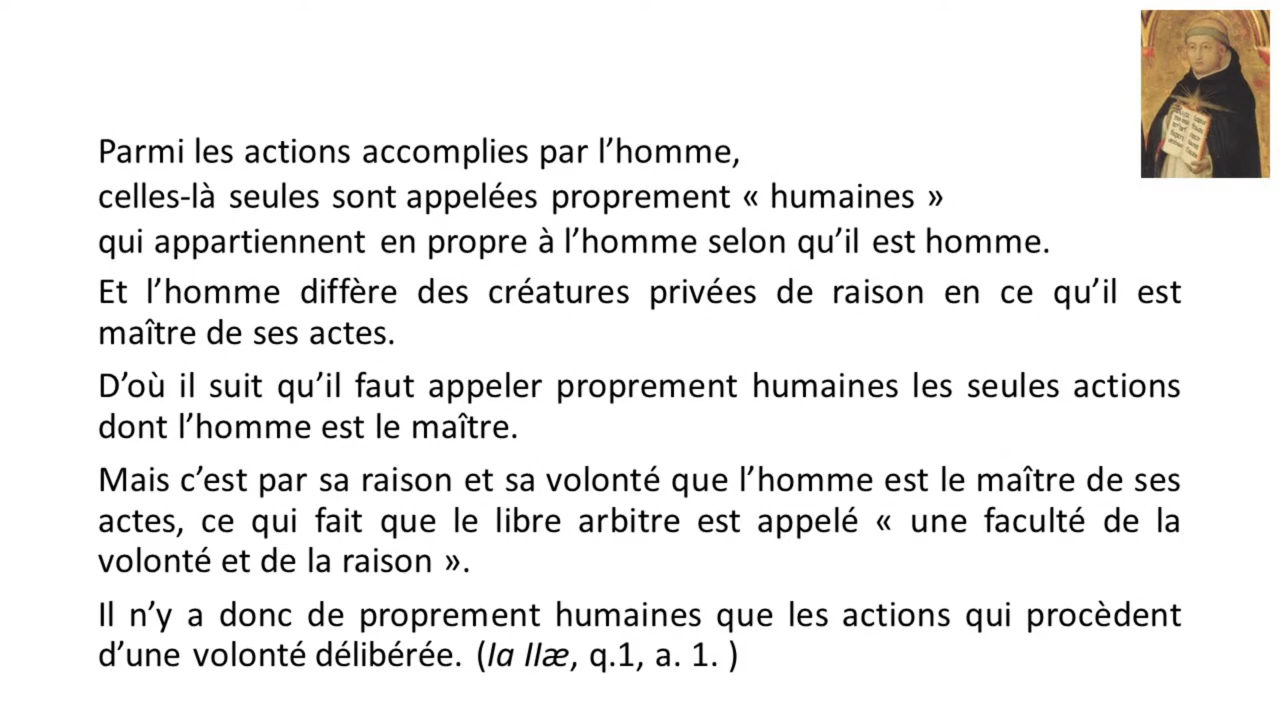 Parmi les actions accomplies par l’homme,
celles-là seules sont appelées proprement « humaines »
qui appartiennent en propre à l’homme selon qu’il est homme.
Et l’homme diffère des créatures privées de raison en ce qu’il est
maître de ses actes.
D’où il suit qu’il faut appeler proprement humaines les seules actions
dont l’homme est le maître.
Mais c’est par sa raison et sa volonté que l’homme est le maître de ses
actes, ce qui fait que le libre arbitre est appelé « une faculté de la
volonté et de la raison ».
Il n’y a donc de proprement humaines que les actions qui procèdent
d’une volonté délibérée. (Ia IIæ, q.1, a. 1. )